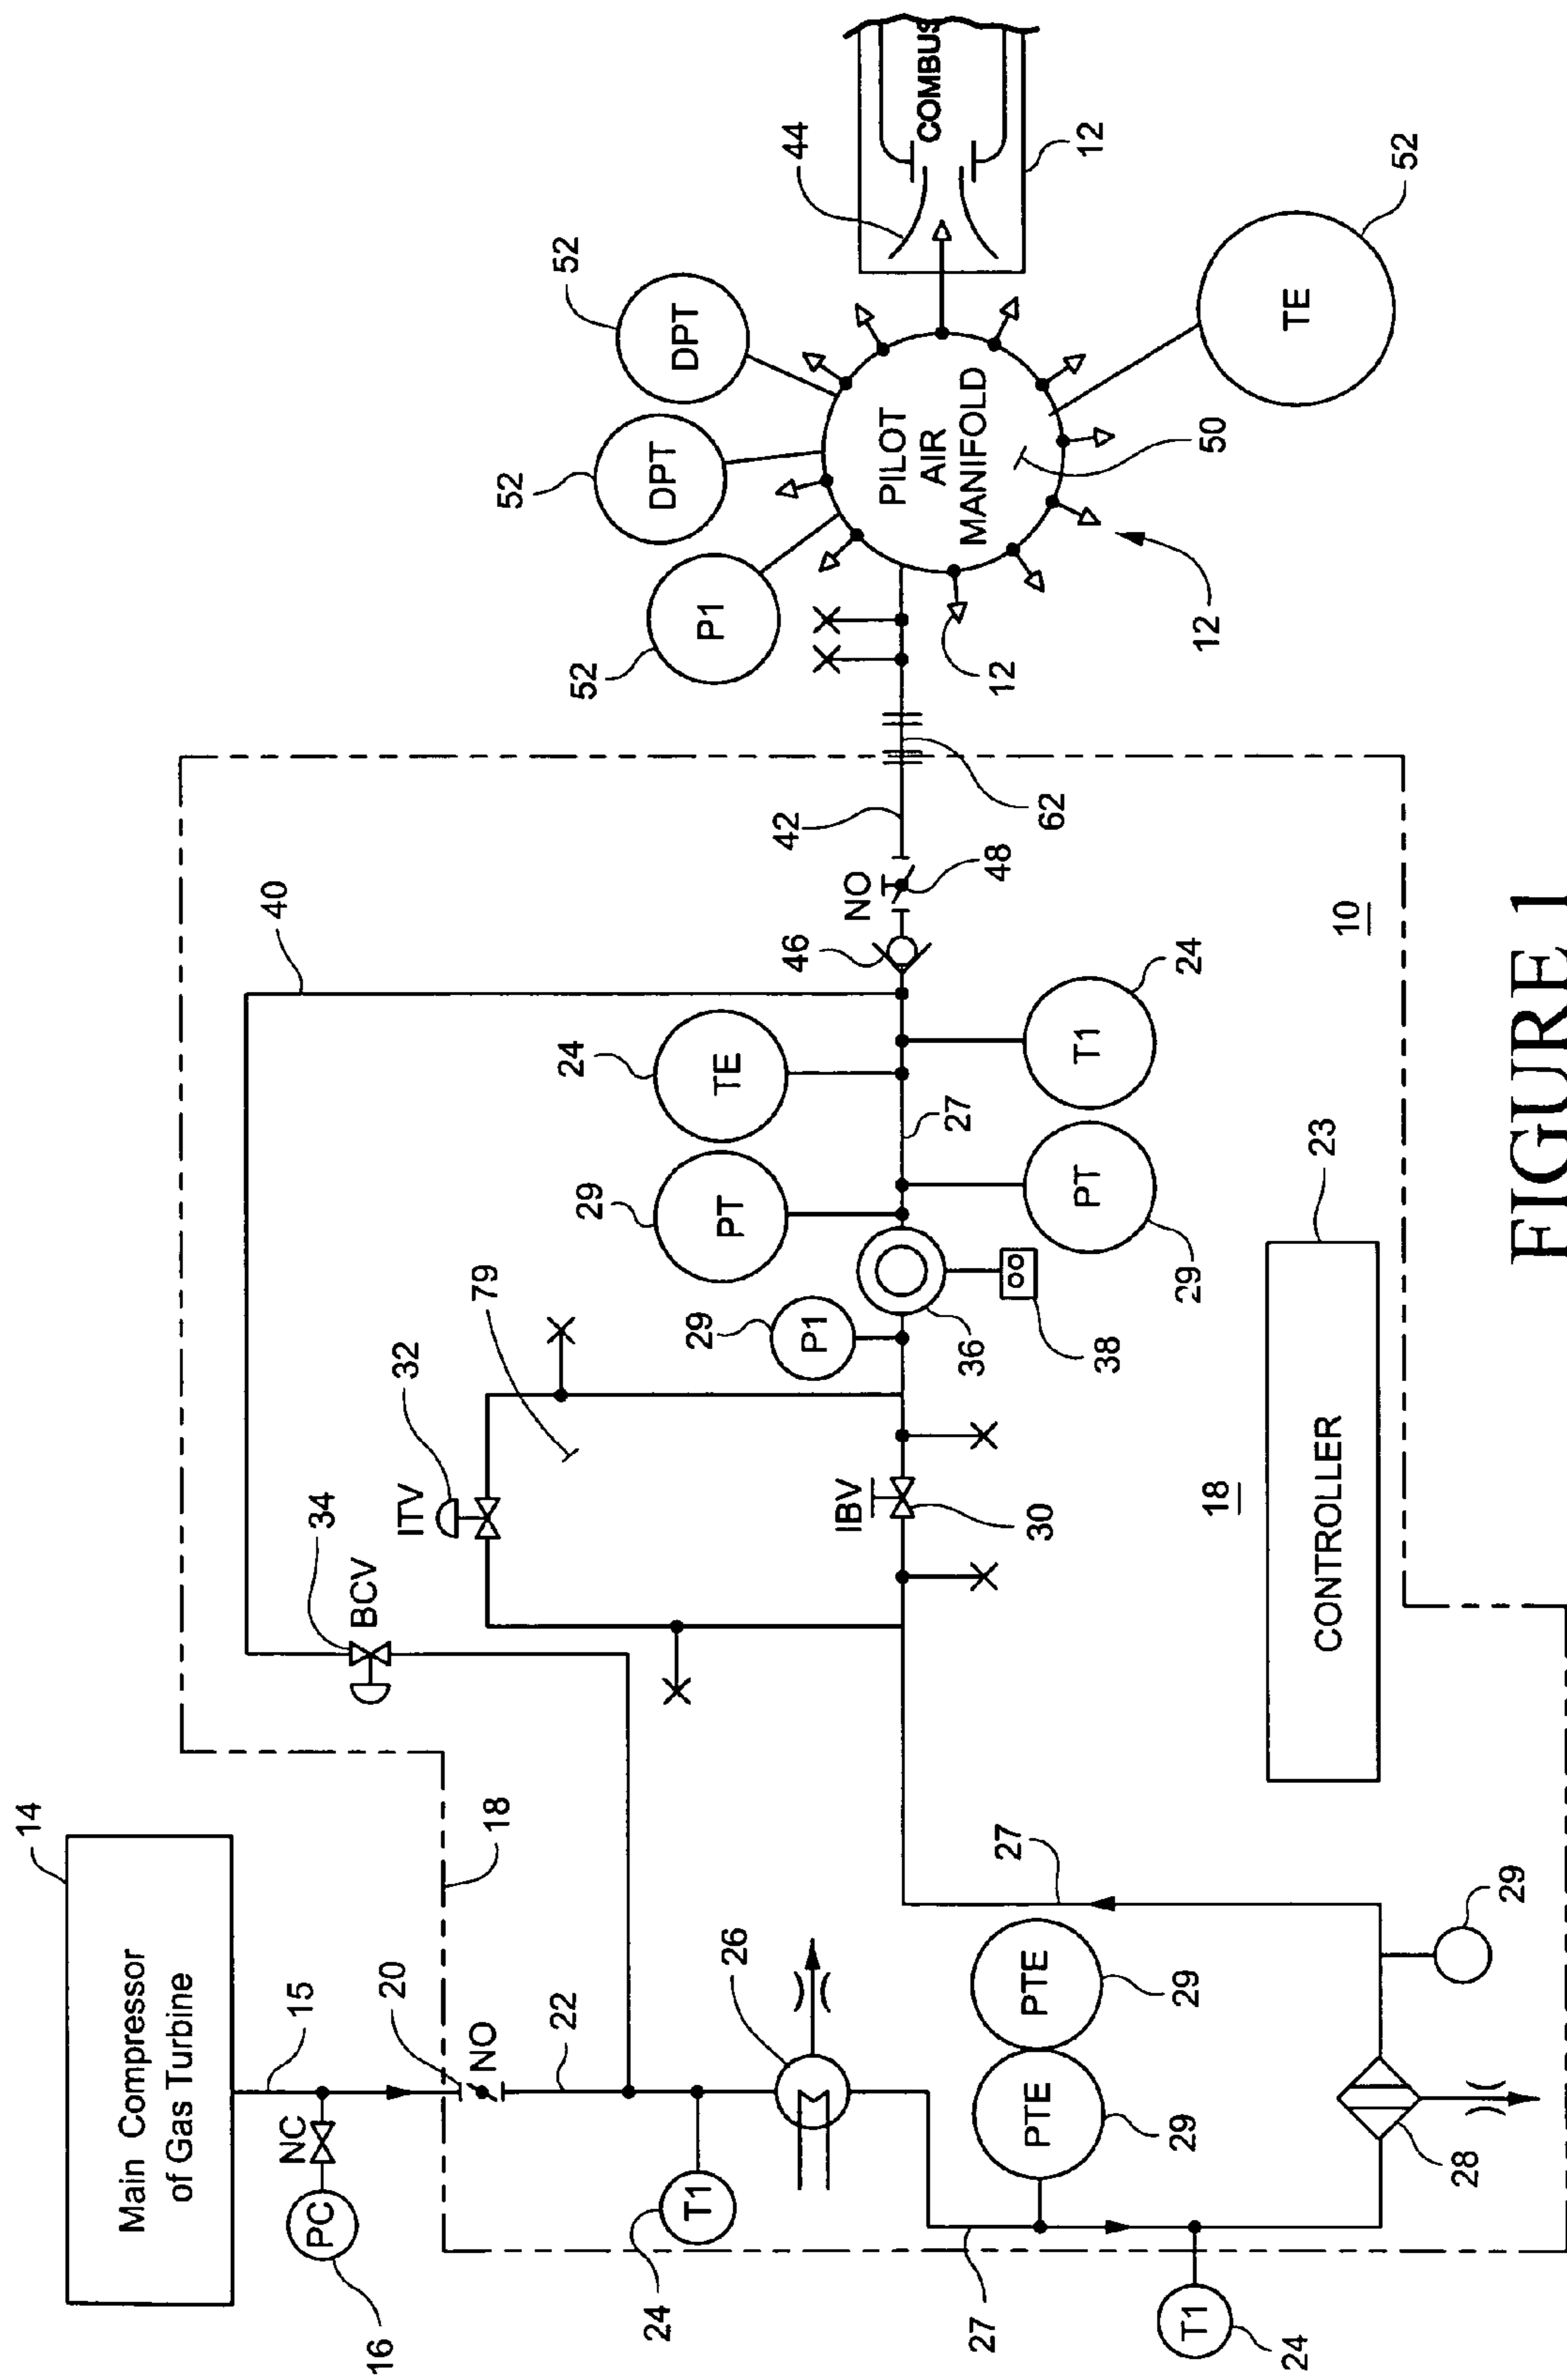 14
Main Compressor
of Gas Turbine
15
NC
PC
16
18
20
NO
22
34
BCV
40
32
ITV
79
24
T1
26
IBV
30
27
PTE
29
PTE
29
27
T1
24
28
29
29
P1
36
38
29
PT
24
TE
27
PT
29
T1
24
46
NO
48
42
62
18
10
CONTROLLER
23
52
P1
52
DPT
52
DPT
PILOT
AIR
MANIFOLD
50
12
12
TE
52
44
COMBUS
12
FIGURE 1